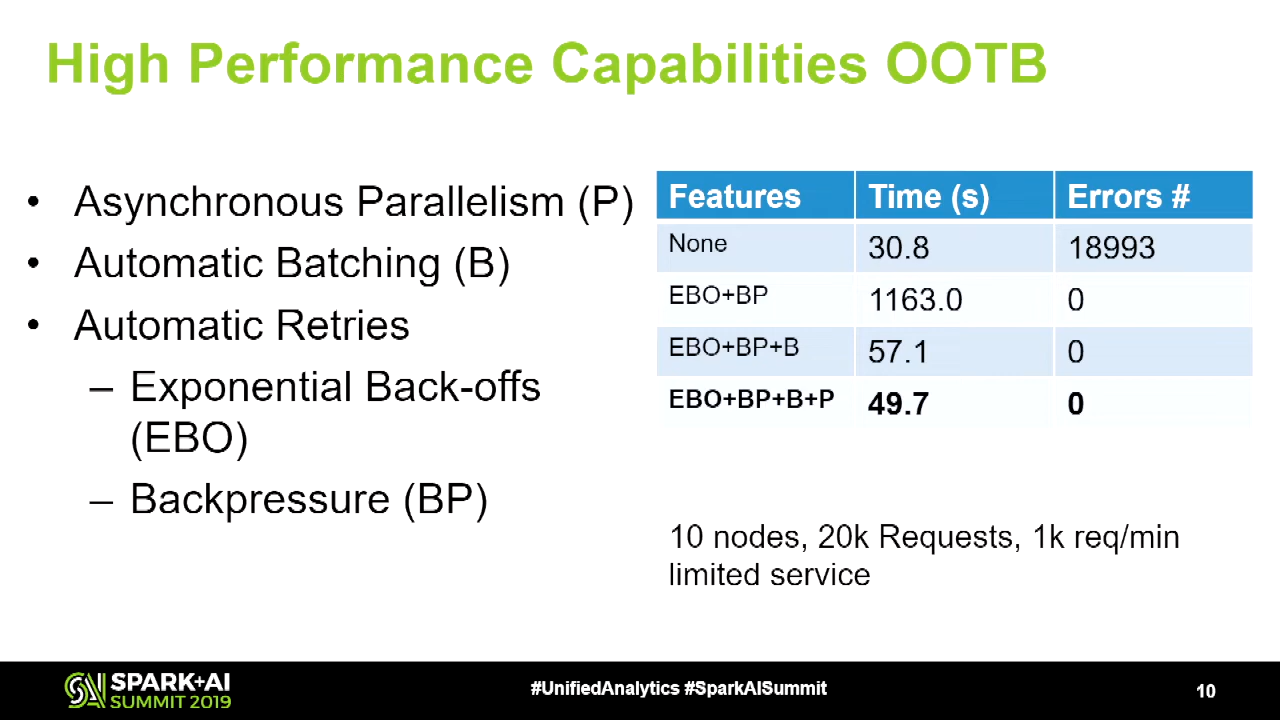 High Performance Capabilities OOTB
• Asynchronous Parallelism (P)
• Automatic Batching (B)
• Automatic Retries
– Exponential Back-offs
(EBO)
– Backpressure (BP)
Features Time (s) Errors #
None 30.8 18993
EBO+BP 1163.0 0
EBO+BP+B 57.1 0
EBO+BP+B+P 49.7 0
10 nodes, 20k Requests, 1k req/min
limited service
SPARK+AI
SUMMIT 2019
#UnifiedAnalytics #SparkAISummit
10